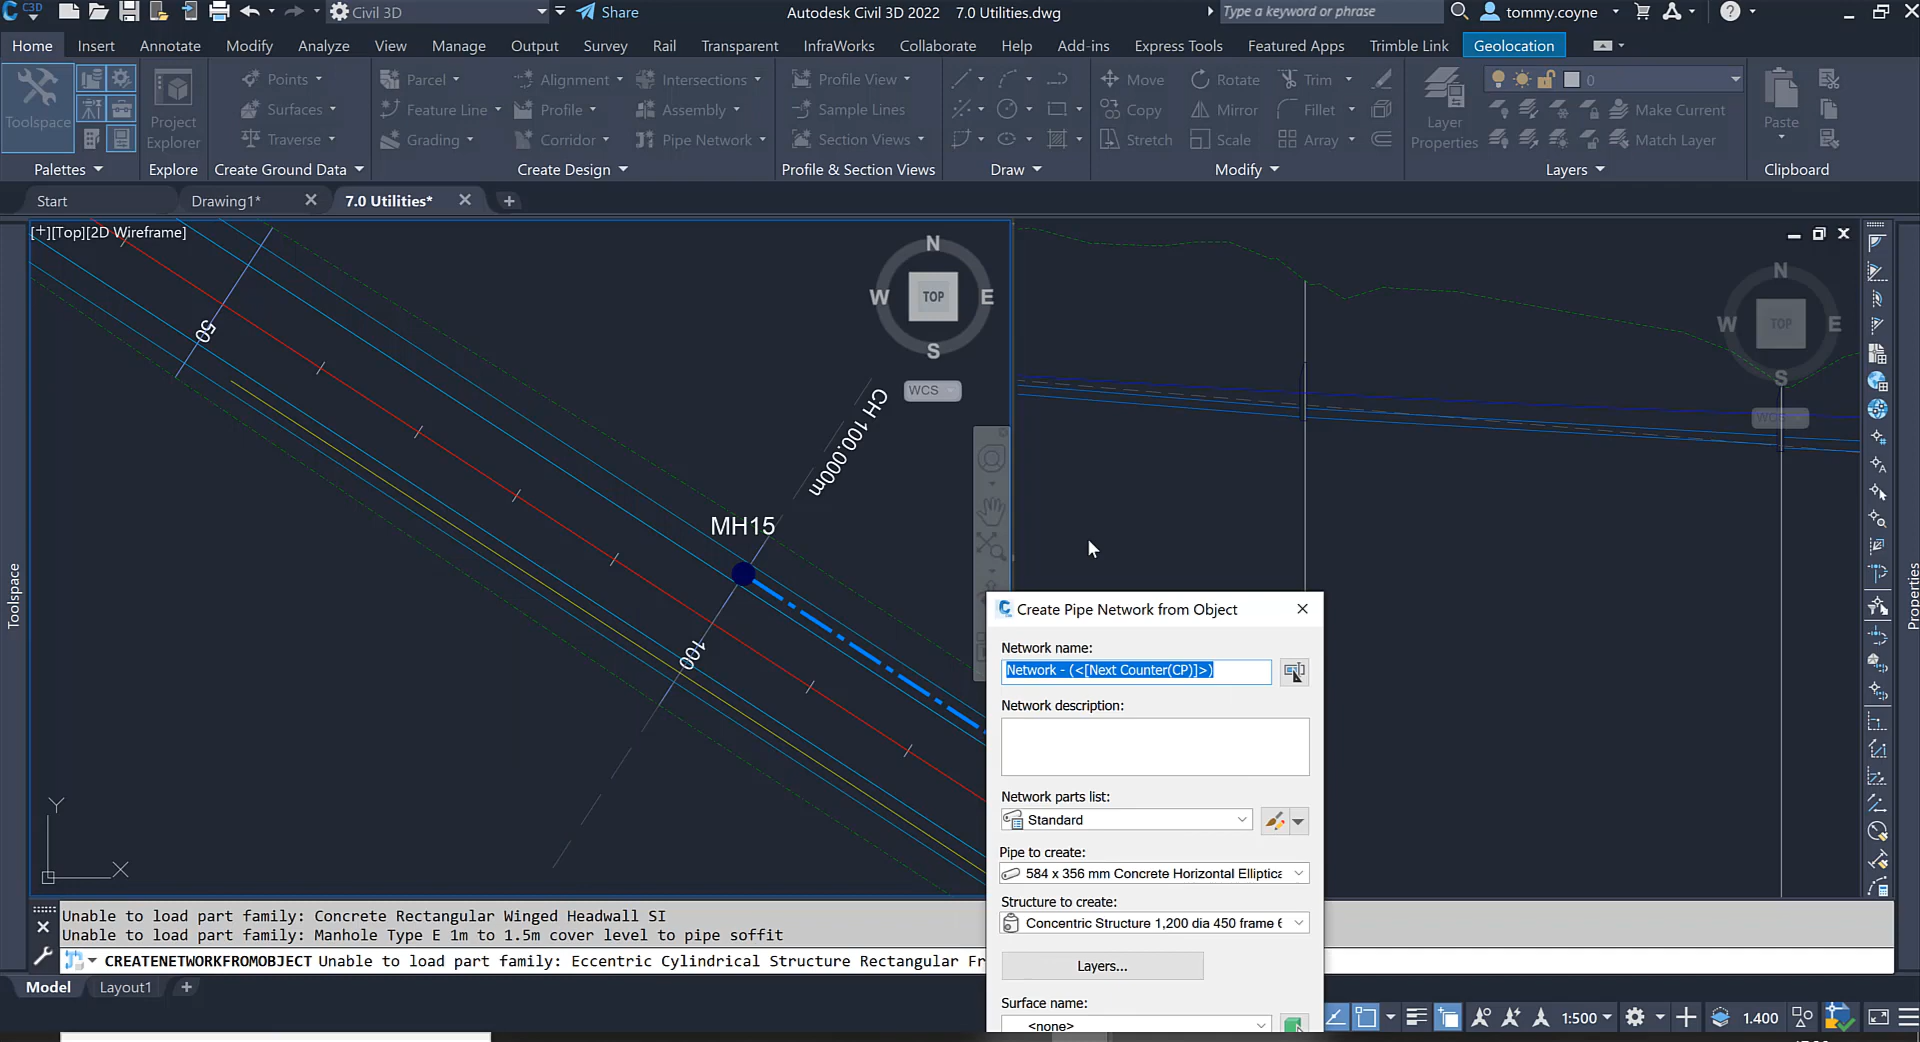 C3D
Civil 3D
Share
Autodesk Civil 3D 2022 7.0 Utilities.dwg
Type a keyword or phrase
tommy.coyne
Home Insert Annotate Modify Analyze View Manage Output Survey Rail Transparent InfraWorks Collaborate Help Add-ins Express Tools Featured Apps Trimble Link Geolocation
Toolspace
Project
Explorer
Points
Surfaces
Traverse
Parcel
Feature Line
Grading
Alignment
Profile
Corridor
Intersections
Assembly
Pipe Network
Profile View
Sample Lines
Section Views
Move
Copy
Stretch
Rotate
Mirror
Scale
Trim
Fillet
Array
Layer
Properties
0
Make Current
Match Layer
Paste
Palettes Explore Create Ground Data Create Design Profile & Section Views Draw Modify Layers Clipboard
Start Drawing1* 7.0 Utilities*
[+][Top][2D Wireframe]
N
W TOP E
S
WCS
N
W TOP E
S
WCS
50
CH 100.000m
MH15
100
Y
X
Toolspace
Properties
Create Pipe Network from Object
Network name:
Network - (<[Next Counter(CP)]>)
Network description:
Network parts list:
Standard
Pipe to create:
584 x 356 mm Concrete Horizontal Elliptica
Structure to create:
Concentric Structure 1,200 dia 450 frame 6
Layers...
Surface name:
<none>
Unable to load part family: Concrete Rectangular Winged Headwall SI
Unable to load part family: Manhole Type E 1m to 1.5m cover level to pipe soffit
CREATENETWORKFROMOBJECT Unable to load part family: Eccentric Cylindrical Structure Rectangular Fr
Model Layout1
1:500
1.400